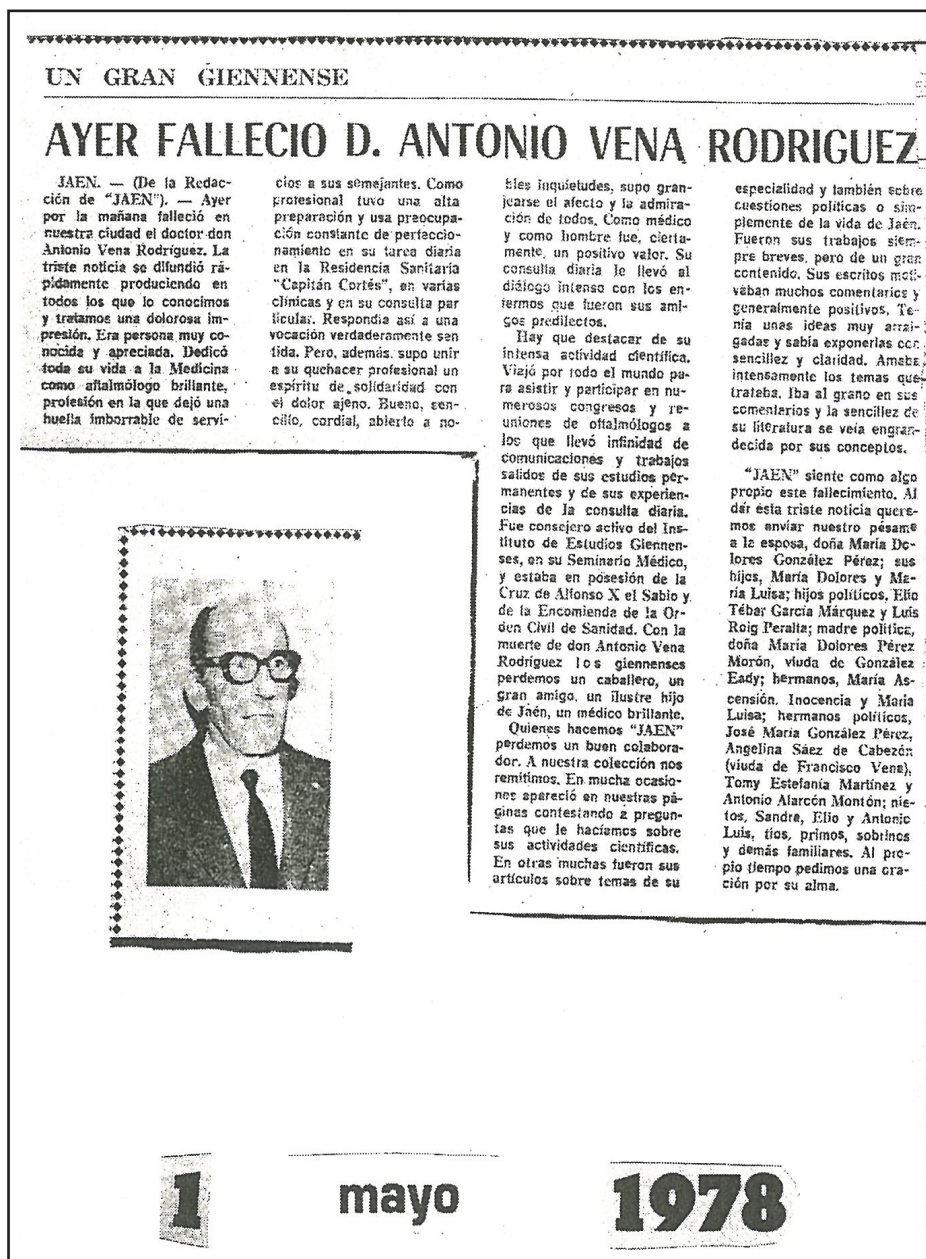 UN GRAN GIENNENSE
AYER FALLECIO D. ANTONIO VENA RODRIGUEZ
JAEN. — (De la Redac-
ción de "JAEN"). — Ayer
por la mañana falleció en
nuestra ciudad el doctor don
Antonio Vena Rodríguez. La
triste noticia se difundió rá-
pidamente produciendo en
todos los que lo conocimos
y tratamos una dolorosa im-
presión. Era persona muy co-
nocida y apreciada. Dedicó
toda su vida a la Medicina
como aftalmólogo brillante,
profesión en la que dejó una
huella imborrable de servi-
cios a sus semejantes. Como
profesional tuvo una alta
preparación y usa preocupa-
ción constante de perfeccio-
namiento en su tarea diaria
en la Residencia Sanitaria
"Capitán Cortés", en varias
clínicas y en su consulta par
ticular. Respondía así a una
vocación verdaderamente sen
tida. Pero, además, supo unir
a su quehacer profesional un
espíritu de solidaridad con
el dolor ajeno. Bueno, sen-
cillo, cordial, abierto a no-
bles inquietudes, supo gran-
jearse el afecto y la admira-
ción de todos. Como médico
y como hombre fue, cierta-
mente, un positivo valor. Su
consulta diaria le llevó al
diálogo intenso con los en-
fermos que fueron sus ami-
gos predilectos.
Hay que destacar de su
intensa actividad científica.
Viajó por todo el mundo pa-
ra asistir y participar en nu-
merosos congresos y re-
uniones de oftalmólogos a
los que llevó infinidad de
comunicaciones y trabajos
salidos de sus estudios per-
manentes y de sus experien-
cias de la consulta diaria.
Fue consejero activo del Ins-
tituto de Estudios Giennen-
ses, en su Seminario Médico,
y estaba en posesión de la
Cruz de Alfonso X el Sabio y
de la Encomienda de la Or-
den Civil de Sanidad. Con la
muerte de don Antonio Vena
Rodríguez los giennenses
perdemos un caballero, un
gran amigo, un ilustre hijo
de Jaén, un médico brillante.
Quienes hacemos "JAEN"
perdemos un buen colabora-
dor. A nuestra colección nos
remitimos. En mucha ocasio-
nes apareció en nuestras pá-
ginas contestando a pregun-
tas que le hacíamos sobre
sus actividades científicas.
En otras muchas fueron sus
artículos sobre temas de su
especialidad y también sobre
cuestiones políticas o sim-
plemente de la vida de Jaén.
Fueron sus trabajos siem-
pre breves, pero de un gran
contenido. Sus escritos moti-
vaban muchos comentarios y
generalmente positivos. Te-
nía unas ideas muy arrai-
gadas y sabía exponerlas con
sencillez y claridad. Amaba
intensamente los temas que
trataba. Iba al grano en sus
comentarios y la sencillez de
su literatura se veía engran-
decida por sus conceptos.
"JAEN" siente como algo
propio este fallecimiento. Al
dar esta triste noticia quere-
mos enviar nuestro pésame
a la esposa, doña María Do-
lores González Pérez; sus
hijos, María Dolores y Ma-
ría Luisa; hijos políticos, Elio
Tébar García Márquez y Luis
Roig Peralta; madre política,
doña María Dolores Pérez
Morón, viuda de González
Eady; hermanos, María As-
censión, Inocencia y María
Luisa; hermanos políticos,
José María González Pérez,
Angelina Sáez de Cabezón
(viuda de Francisco Vena),
Tomy Estefanía Martínez y
Antonio Alarcón Montón; nie-
tos, Sandra, Elio y Antonio
Luis, tíos, primos, sobrinos
y demás familiares. Al pro-
pio tiempo pedimos una ora-
ción por su alma.
1 mayo 1978